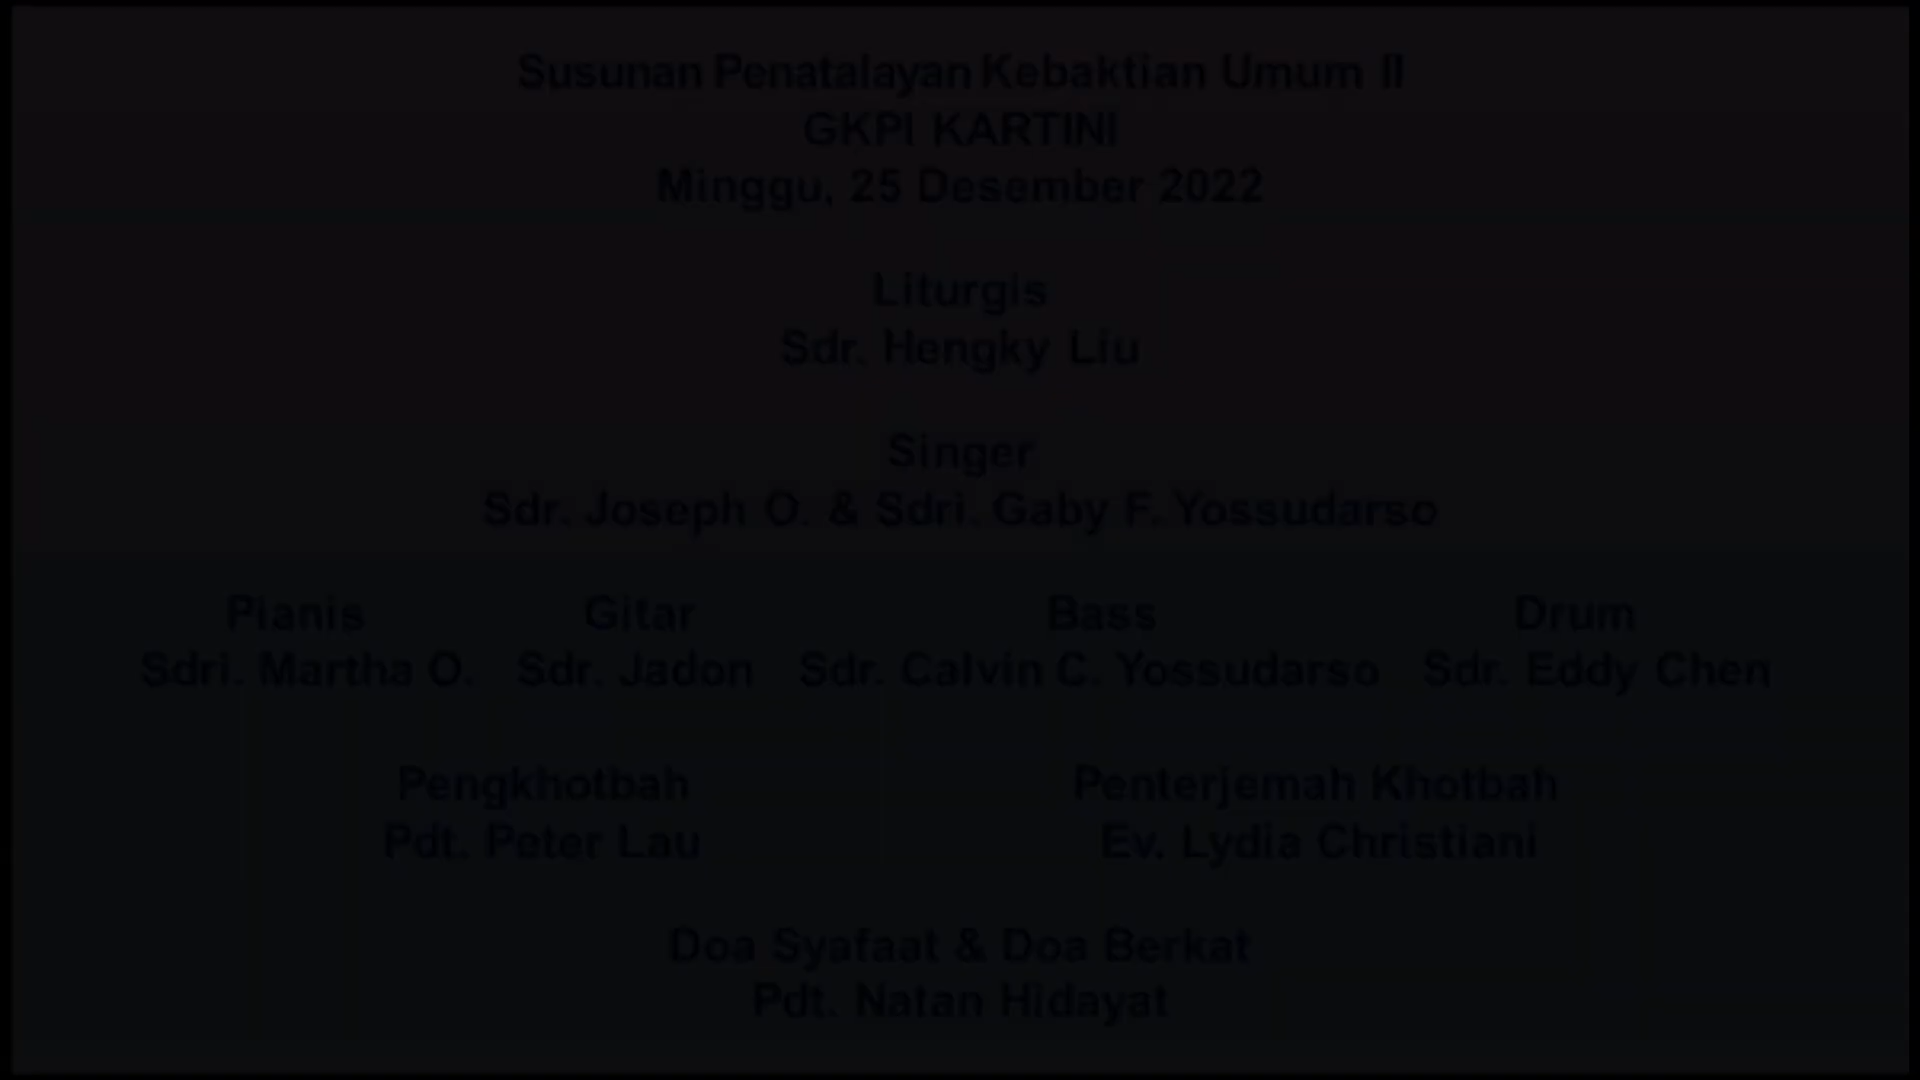 Susunan Penatalayan Kebaktian Umum II
GKPI KARTINI
Minggu, 25 Desember 2022
Liturgis
Sdr. Hengky Liu
Singer
Sdr. Joseph O. & Sdri. Gaby F. Yossudarso
Pianis Gitar Bass Drum
Sdri. Martha O. Sdr. Jadon Sdr. Calvin C. Yossudarso Sdr. Eddy Chen
Pengkhotbah Penterjemah Khotbah
Pdt. Peter Lau Ev. Lydia Christiani
Doa Syafaat & Doa Berkat
Pdt. Natan Hidayat